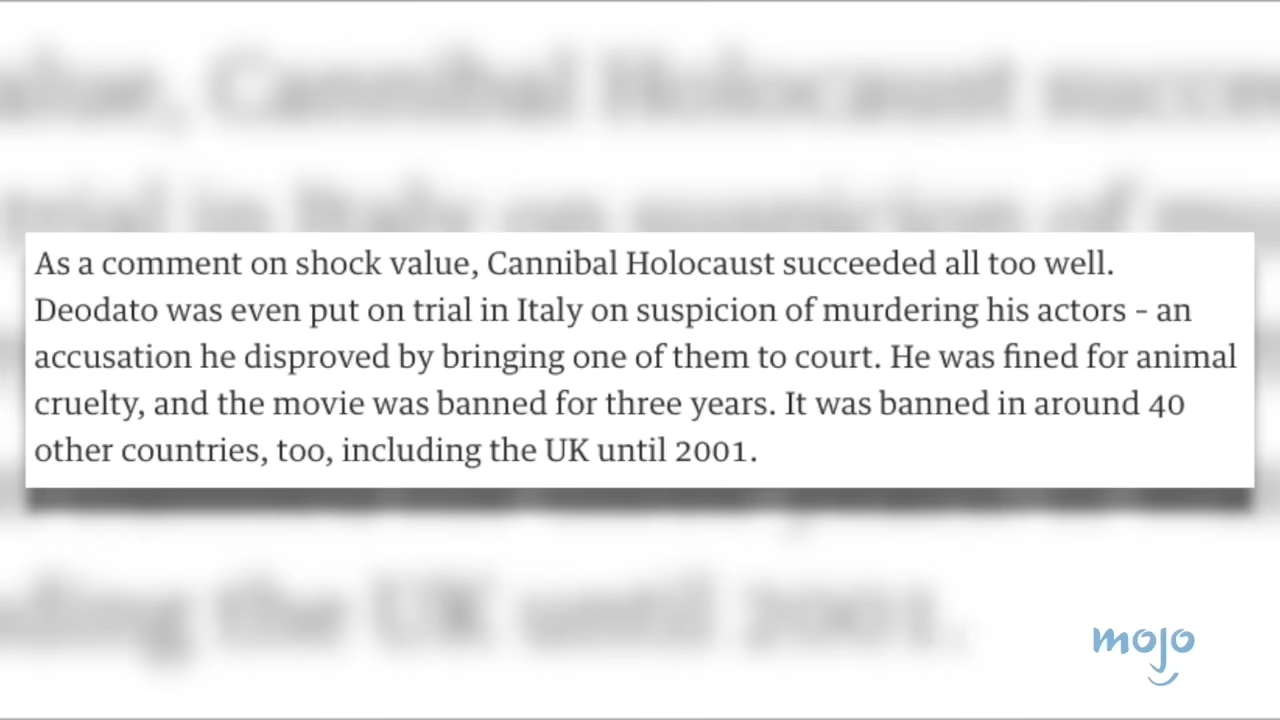 As a comment on shock value, Cannibal Holocaust succeeded all too well.
Deodato was even put on trial in Italy on suspicion of murdering his actors – an
accusation he disproved by bringing one of them to court. He was fined for animal
cruelty, and the movie was banned for three years. It was banned in around 40
other countries, too, including the UK until 2001.
mojo